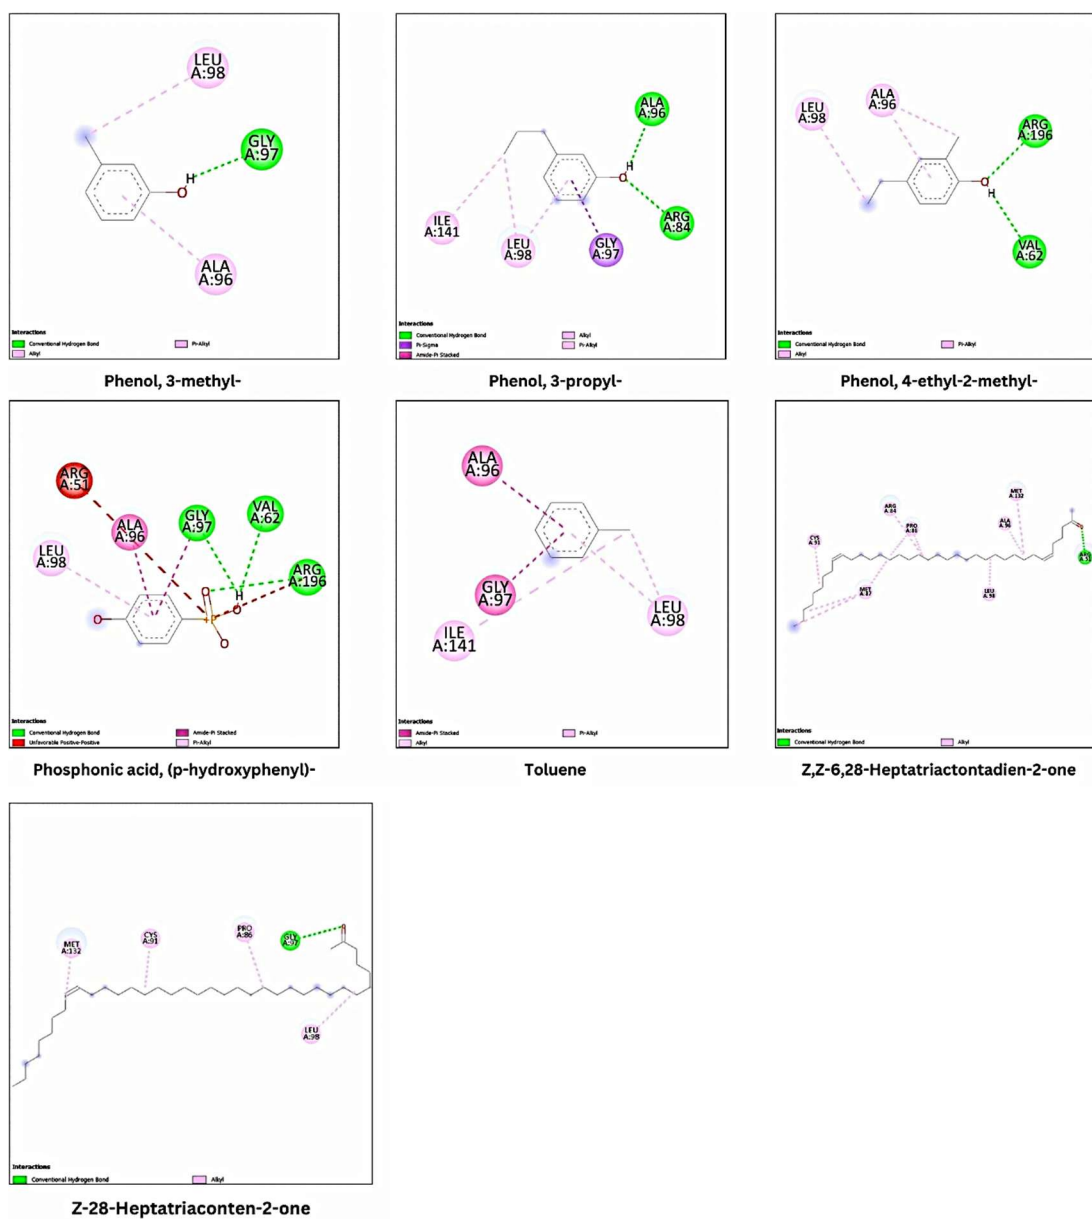 LEU
A:98
GLY
A:97
H
O
ALA
A:96
Interactions
Conventional Hydrogen Bond
Alkyl
Pi-Alkyl
Phenol, 3-methyl-
ALA
A:96
H
O
ARG
A:84
ILE
A:141
LEU
A:98
GLY
A:97
Interactions
Conventional Hydrogen Bond
Pi-Sigma
Amide-Pi Stacked
Alkyl
Pi-Alkyl
Phenol, 3-propyl-
LEU
A:98
ALA
A:96
ARG
A:196
O
H
VAL
A:62
Interactions
Conventional Hydrogen Bond
Alkyl
Pi-Alkyl
Phenol, 4-ethyl-2-methyl-
ARG
A:51
ALA
A:96
GLY
A:97
VAL
A:62
LEU
A:98
ARG
A:196
H
O
O
O
+P
O
Interactions
Conventional Hydrogen Bond
Unfavorable Positive-Positive
Amide-Pi Stacked
Pi-Alkyl
Phosphonic acid, (p-hydroxyphenyl)-
ALA
A:96
GLY
A:97
ILE
A:141
LEU
A:98
Interactions
Amide-Pi Stacked
Alkyl
Pi-Alkyl
Toluene
MET
A:132
ARG
A:84
PRO
A:86
ALA
A:96
CYS
A:91
O
ARG
A:51
MET
A:87
LEU
A:98
Interactions
Conventional Hydrogen Bond
Alkyl
Z,Z-6,28-Heptatriactontadien-2-one
MET
A:132
CYS
A:91
PRO
A:86
GLY
A:97
O
LEU
A:98
Interactions
Conventional Hydrogen Bond
Alkyl
Z-28-Heptatriaconten-2-one